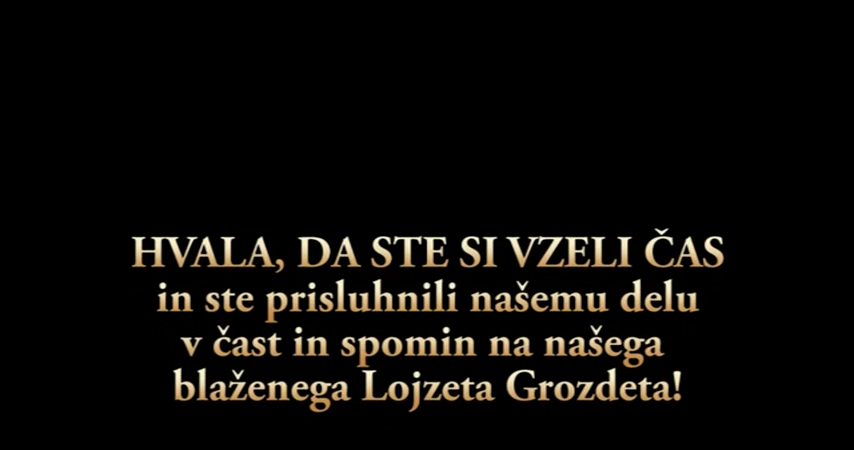 HVALA, DA STE SI VZELI ČAS
in ste prisluhnili našemu delu
v čast in spomin na našega
blaženega Lojzeta Grozdeta!